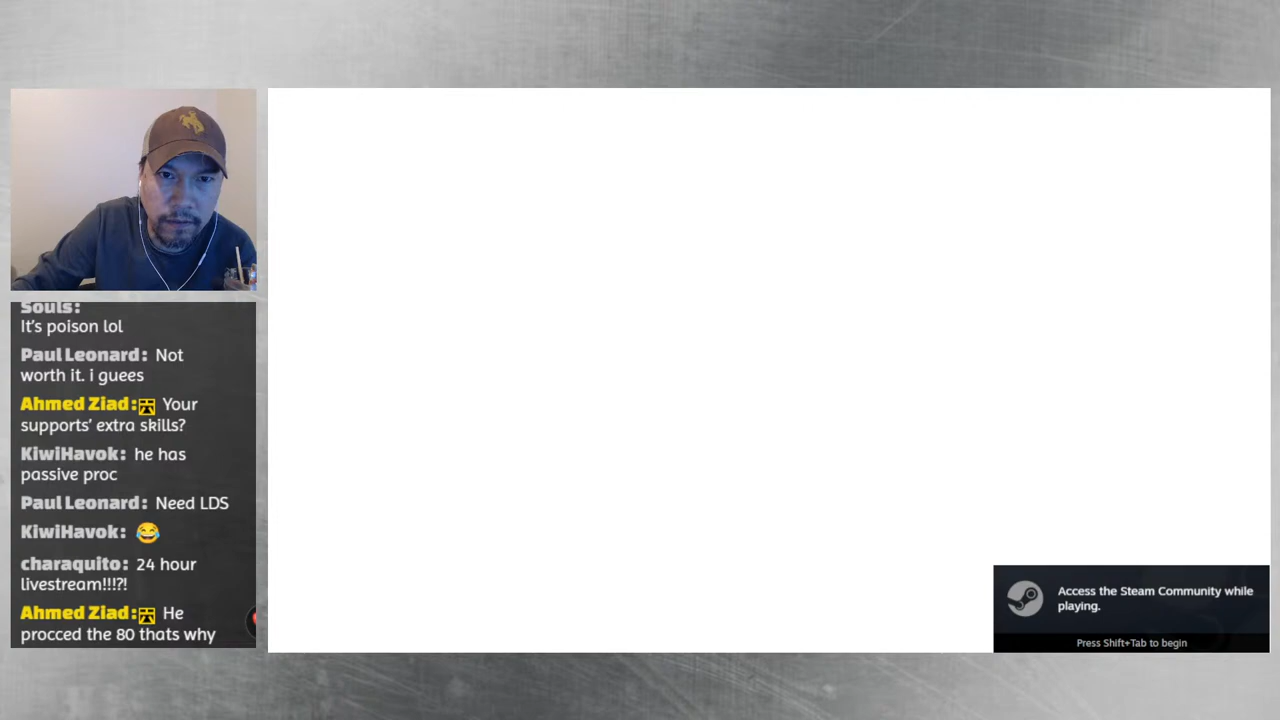 Souls:
It's poison lol
Paul Leonard: Not
worth it. i guees
Ahmed Ziad: Your
supports' extra skills?
KiwiHavok: he has
passive proc
Paul Leonard: Need LDS
KiwiHavok: 😂
charaquito: 24 hour
livestream!!!?!
Ahmed Ziad: He
procced the 80 thats why
Access the Steam Community while
playing.
Press Shift+Tab to begin